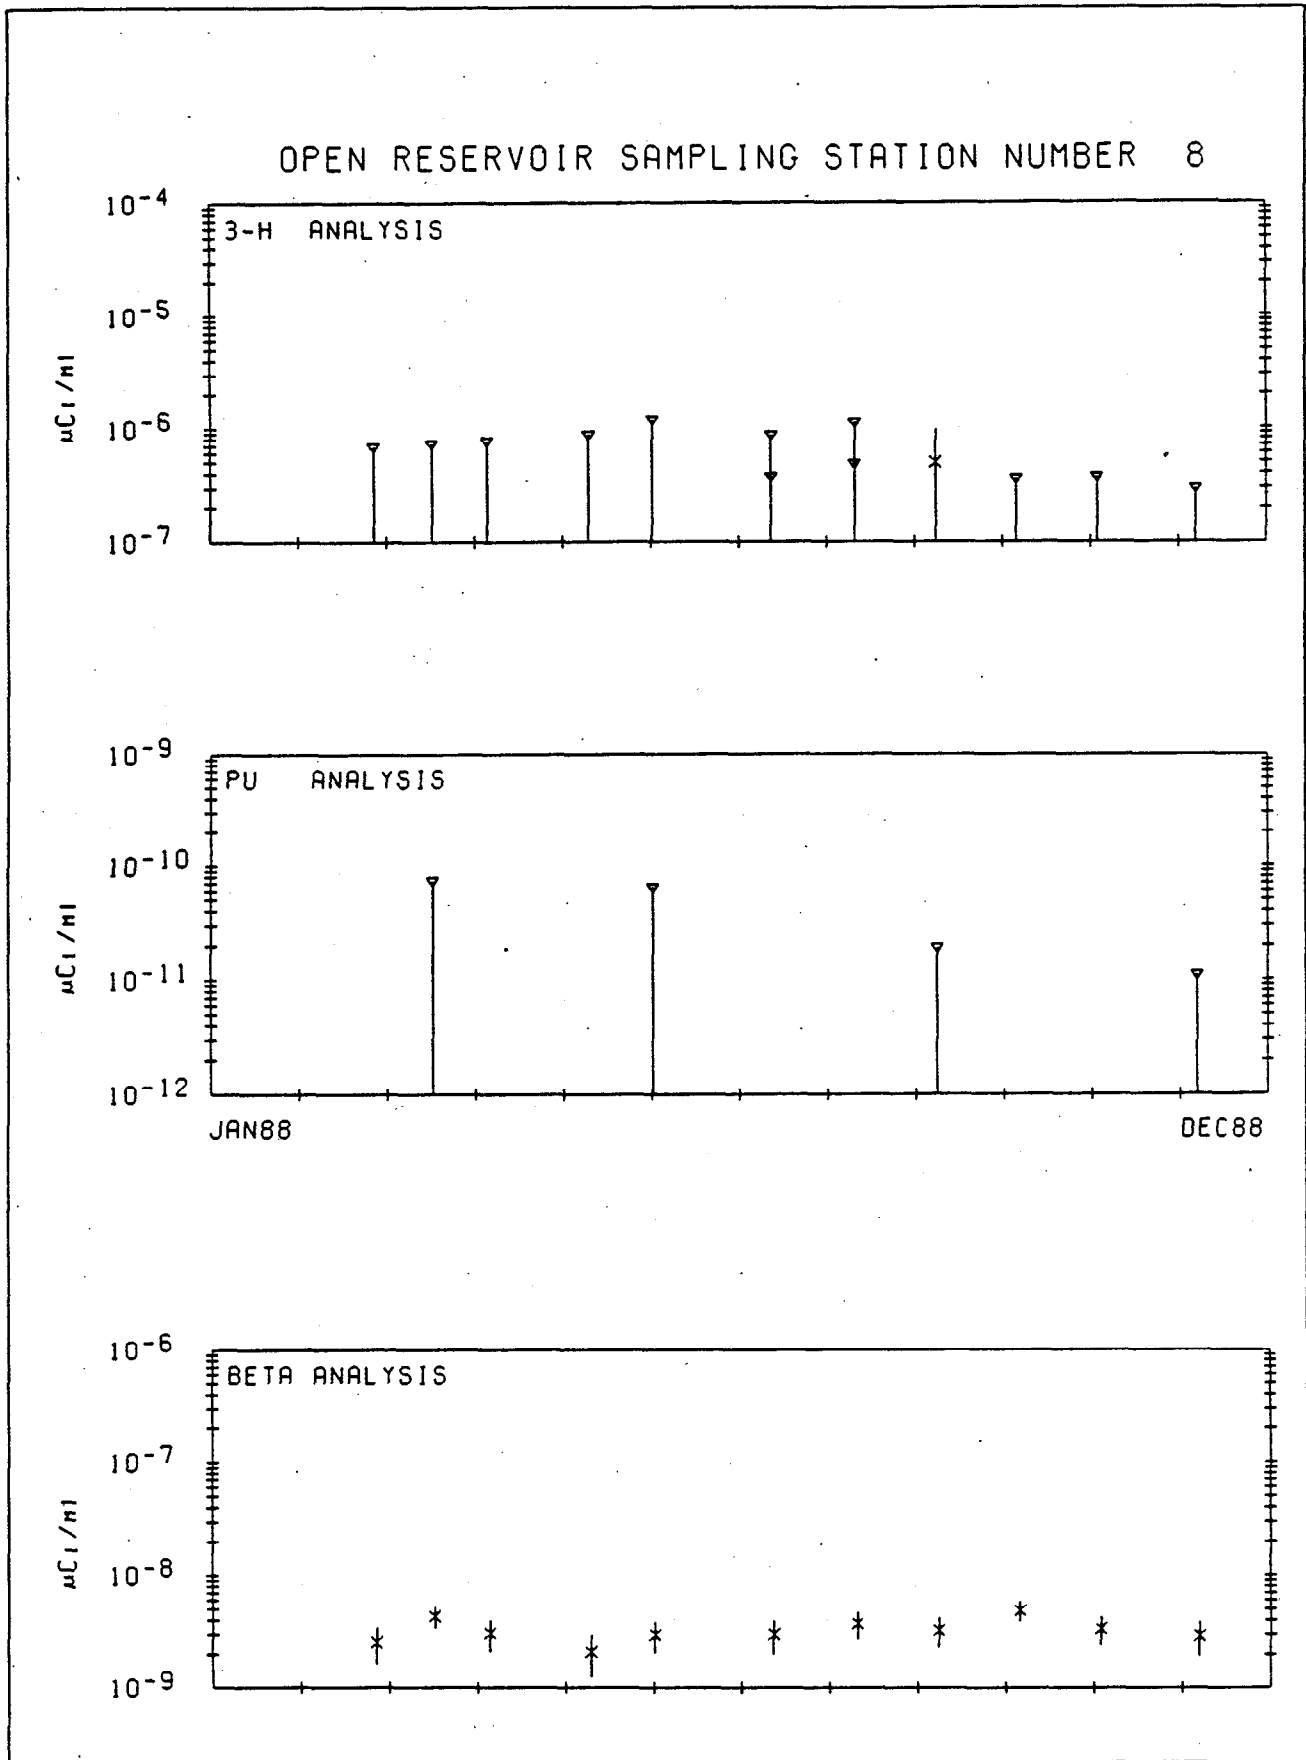 OPEN RESERVOIR SAMPLING STATION NUMBER 8
3-H ANALYSIS
10-4
10-5
10-6
10-7
µCi/ml
PU ANALYSIS
10-9
10-10
10-11
10-12
µCi/ml
JAN88 DEC88
BETA ANALYSIS
10-6
10-7
10-8
10-9
µCi/ml